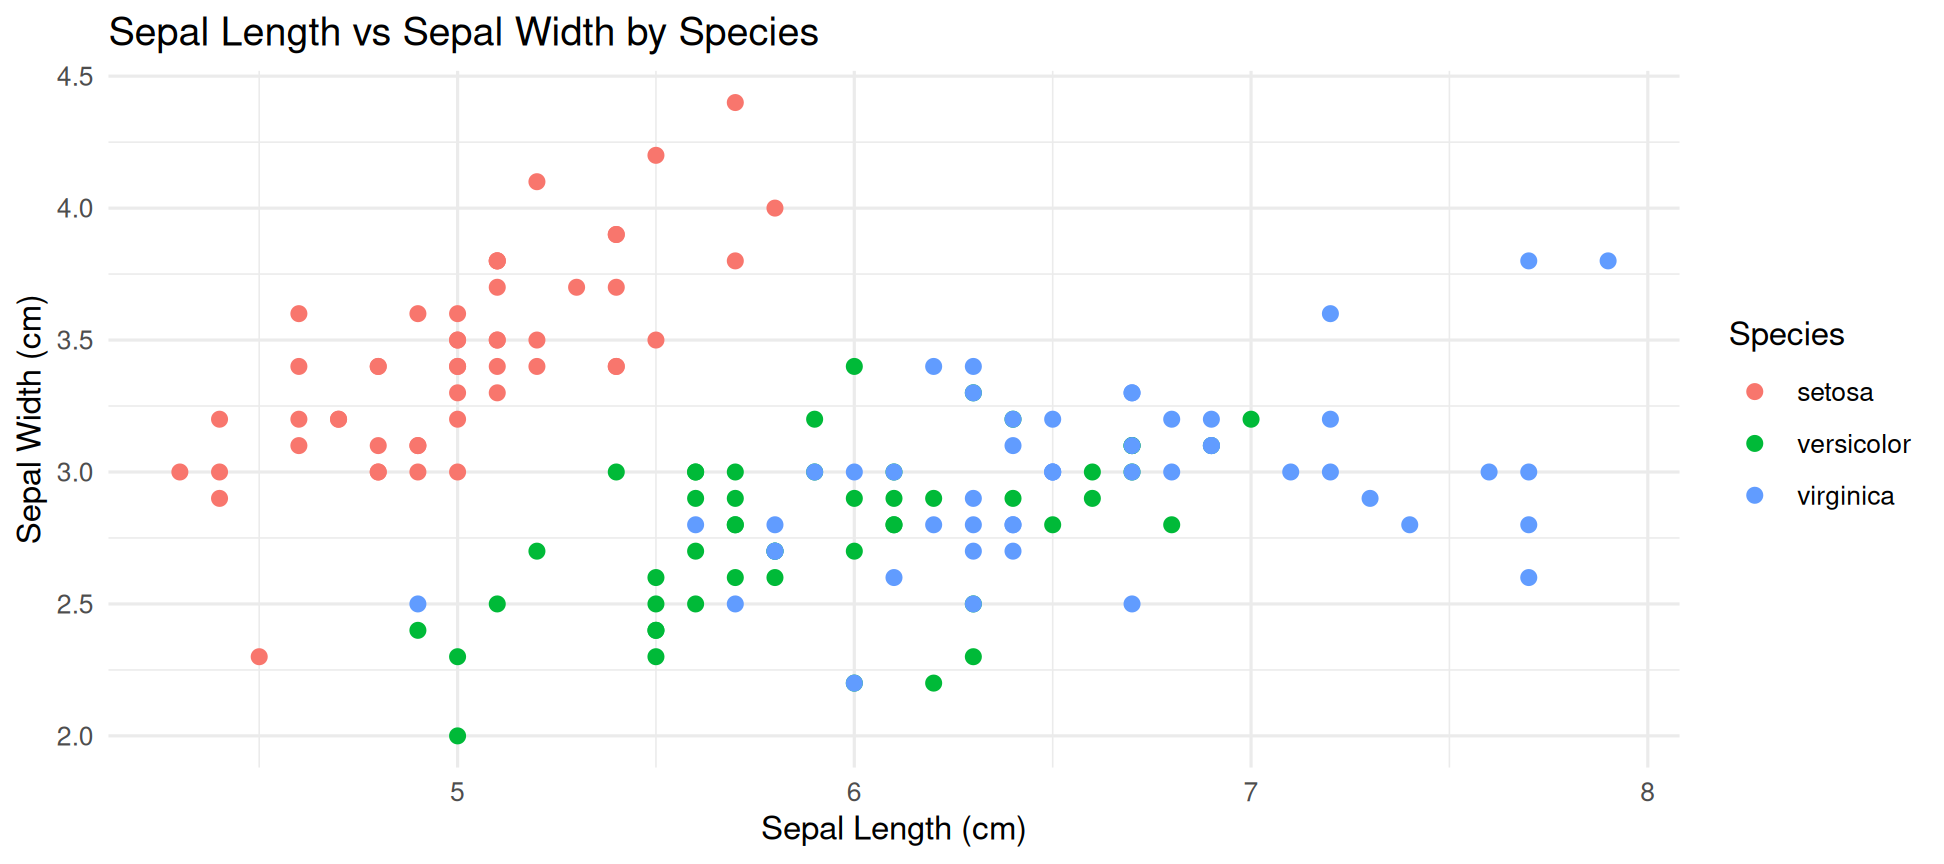 Sepal Length vs Sepal Width by Species
4.5
4.0
3.5
3.0
2.5
2.0
Sepal Width (cm)
5 6 7 8
Sepal Length (cm)
Species
setosa
versicolor
virginica